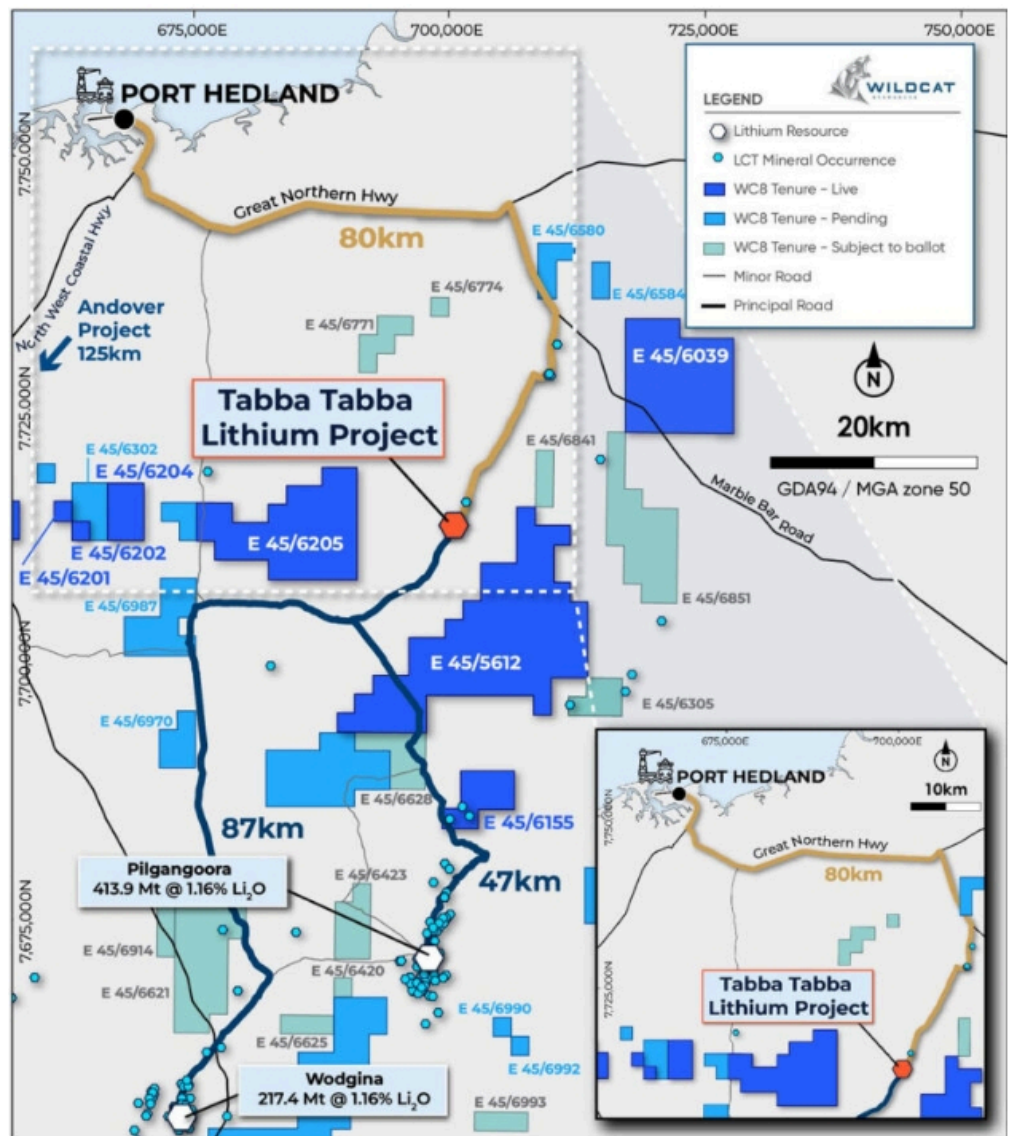 675,000E
700,000E
725,000E
750,000E
PORT HEDLAND
7,750,000N
Great Northern Hwy
80km
North West Coastal Hwy
Andover
Project
125km
E 45/6774
E 45/6771
E 45/6580
E 45/6584
WILDCAT
RESOURCES
LEGEND
Lithium Resource
LCT Mineral Occurrence
WC8 Tenure – Live
WC8 Tenure – Pending
WC8 Tenure – Subject to ballot
Minor Road
Principal Road
E 45/6039
N
20km
GDA94 / MGA zone 50
7,725,000N
Tabba Tabba
Lithium Project
E 45/6841
Marble Bar Road
E 45/6302
E 45/6204
E 45/6202
E 45/6201
E 45/6205
E 45/6987
E 45/6851
7,700,000N
E 45/5612
E 45/6305
E 45/6970
E 45/6628
87km
E 45/6155
47km
Pilgangoora
413.9 Mt @ 1.16% Li₂O
E 45/6423
7,675,000N
E 45/6914
E 45/6420
E 45/6621
E 45/6625
E 45/6990
E 45/6992
Wodgina
217.4 Mt @ 1.16% Li₂O
E 45/6993
675,000E
700,000E
N
10km
PORT HEDLAND
7,750,000N
Great Northern Hwy
80km
7,725,000N
Tabba Tabba
Lithium Project